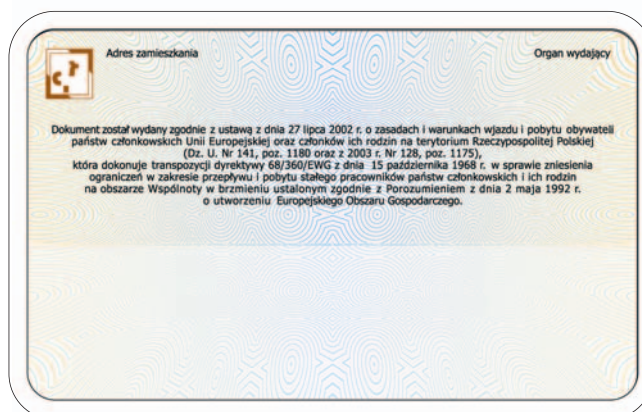 Adres zamieszkania
Organ wydający
Dokument został wydany zgodnie z ustawą z dnia 27 lipca 2002 r. o zasadach i warunkach wjazdu i pobytu obywateli
państw członkowskich Unii Europejskiej oraz członków ich rodzin na terytorium Rzeczypospolitej Polskiej
(Dz. U. Nr 141, poz. 1180 oraz z 2003 r. Nr 128, poz. 1175),
która dokonuje transpozycji dyrektywy 68/360/EWG z dnia 15 października 1968 r. w sprawie zniesienia
ograniczeń w zakresie przepływu i pobytu stałego pracowników państw członkowskich i ich rodzin
na obszarze Wspólnoty w brzmieniu ustalonym zgodnie z Porozumieniem z dnia 2 maja 1992 r.
o utworzeniu Europejskiego Obszaru Gospodarczego.